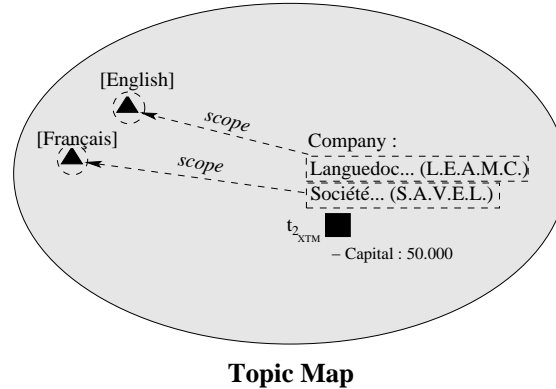 [English]
scope
[Français]
scope
Company :
Languedoc... (L.E.A.M.C.)
Société... (S.A.V.E.L.)
t2XTM
– Capital : 50.000
Topic Map